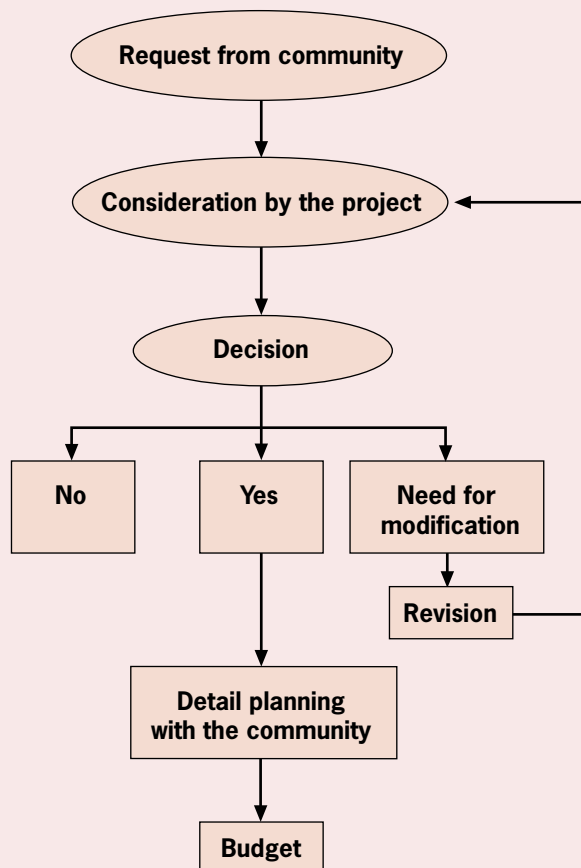 Request from community
Consideration by the project
Decision
No
Yes
Need for
modification
Revision
Detail planning
with the community
Budget